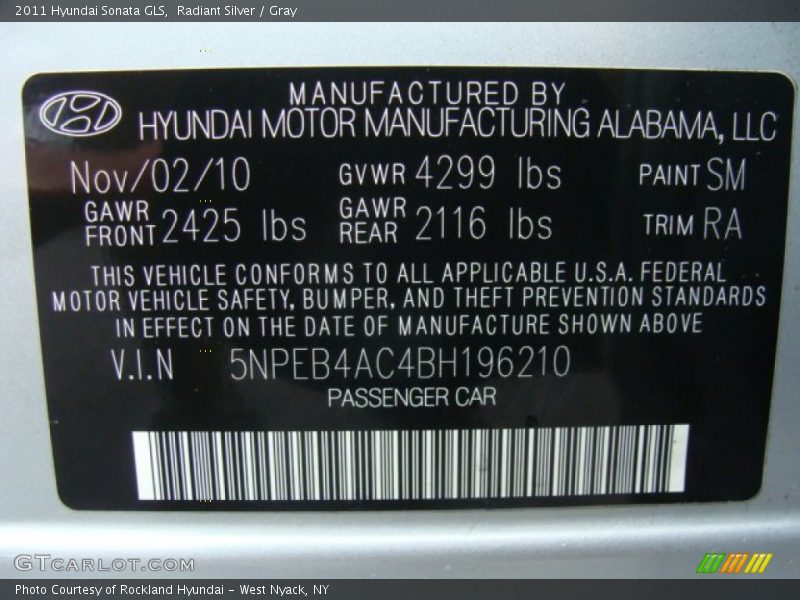 2011 Hyundai Sonata GLS, Radiant Silver / Gray
MANUFACTURED BY
HYUNDAI MOTOR MANUFACTURING ALABAMA, LLC
Nov/02/10 GVWR 4299 lbs PAINT SM
GAWR FRONT 2425 lbs GAWR REAR 2116 lbs TRIM RA
THIS VEHICLE CONFORMS TO ALL APPLICABLE U.S.A. FEDERAL
MOTOR VEHICLE SAFETY, BUMPER, AND THEFT PREVENTION STANDARDS
IN EFFECT ON THE DATE OF MANUFACTURE SHOWN ABOVE
V.I.N 5NPEB4AC4BH196210
PASSENGER CAR
GTCARLOT.COM
Photo Courtesy of Rockland Hyundai - West Nyack, NY